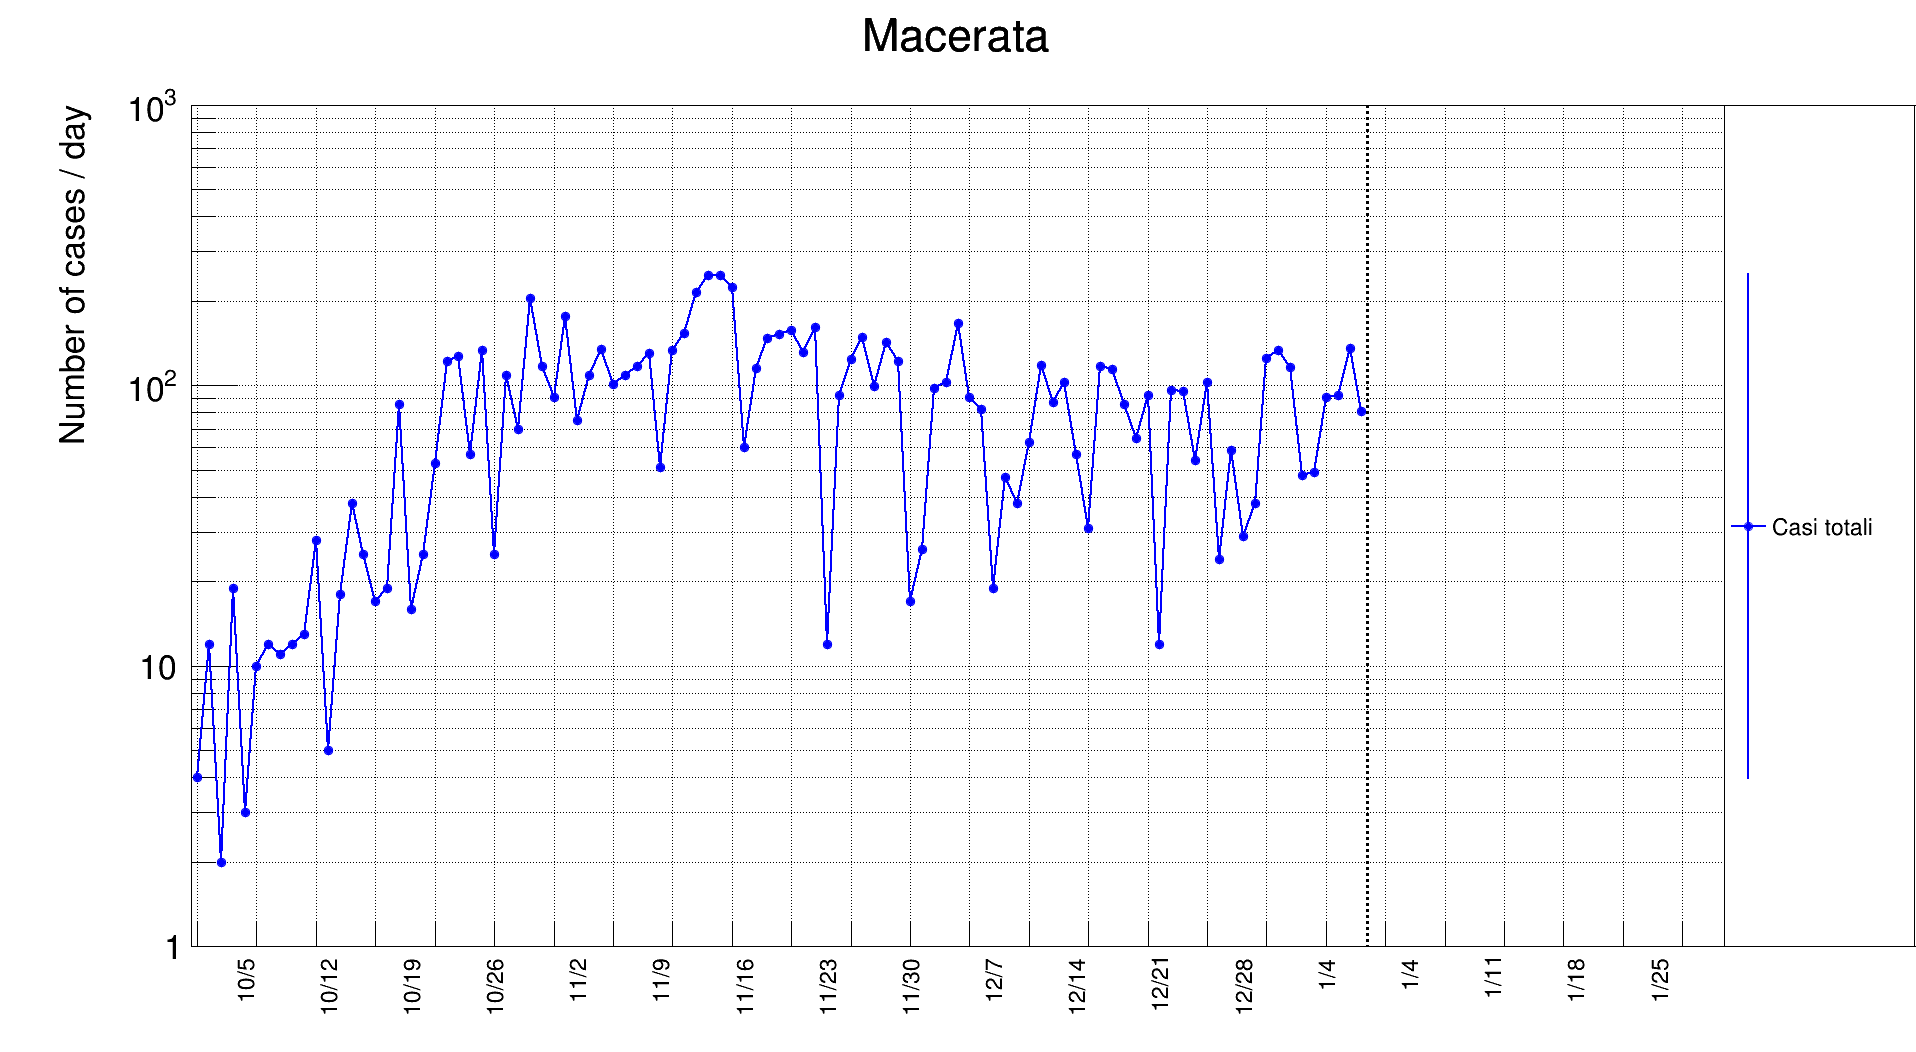 Macerata
Number of cases / day
10³
10²
10
1
10/5 10/12 10/19 10/26 11/2 11/9 11/16 11/23 11/30 12/7 12/14 12/21 12/28 1/4 1/4 1/11 1/18 1/25
Casi totali